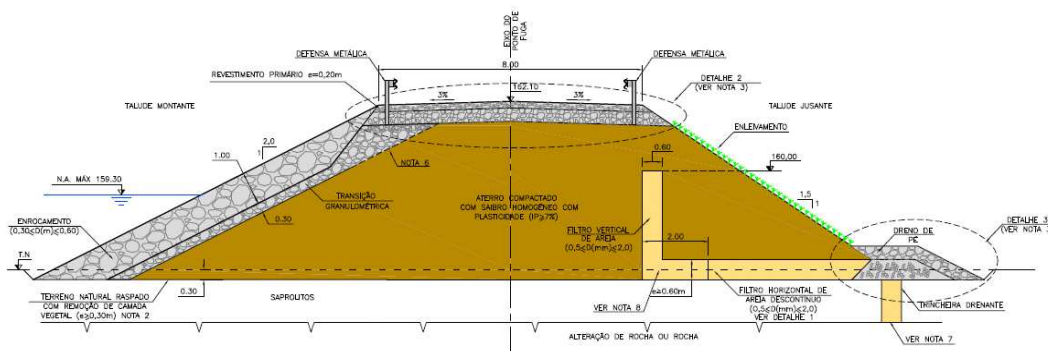 EIXO DO
PONTO DE
FUGA
DEFENSA METÁLICA
8.00
DEFENSA METÁLICA
REVESTIMENTO PRIMÁRIO e=0,20m
162.10
3%
3%
DETALHE 2
(VER NOTA 3)
TALUDE MONTANTE
TALUDE JUSANTE
ENLEIVAMENTO
2,0
1
NOTA 6
0.60
160,00
1.00
N.A. MÁX 159.30
TRANSIÇÃO
GRANULOMÉTRICA
0.30
ATERRO COMPACTADO
COM SAIBRO HOMOGÊNEO COM
PLASTICIDADE (IP≥7%)
1,5
1
ENROCAMENTO
(0,30≤D(m)≤0,60)
FILTRO VERTICAL
DE AREIA
(0,5≤D(mm)≤2,0)
2.00
DRENO DE
PÉ
DETALHE 3
(VER NOTA
T.N
TERRENO NATURAL RASPADO
COM REMOÇÃO DE CAMADA
VEGETAL (e≥0,30m) NOTA 2
0.30
SAPROLITOS
e≥0.60m
VER NOTA 8
FILTRO HORIZONTAL DE
AREIA DESCONTÍNUO
(0,5≤D(mm)≤2,0)
VER DETALHE 1
TRINCHEIRA DRENANTE
ALTERAÇÃO DE ROCHA OU ROCHA
VER NOTA 7